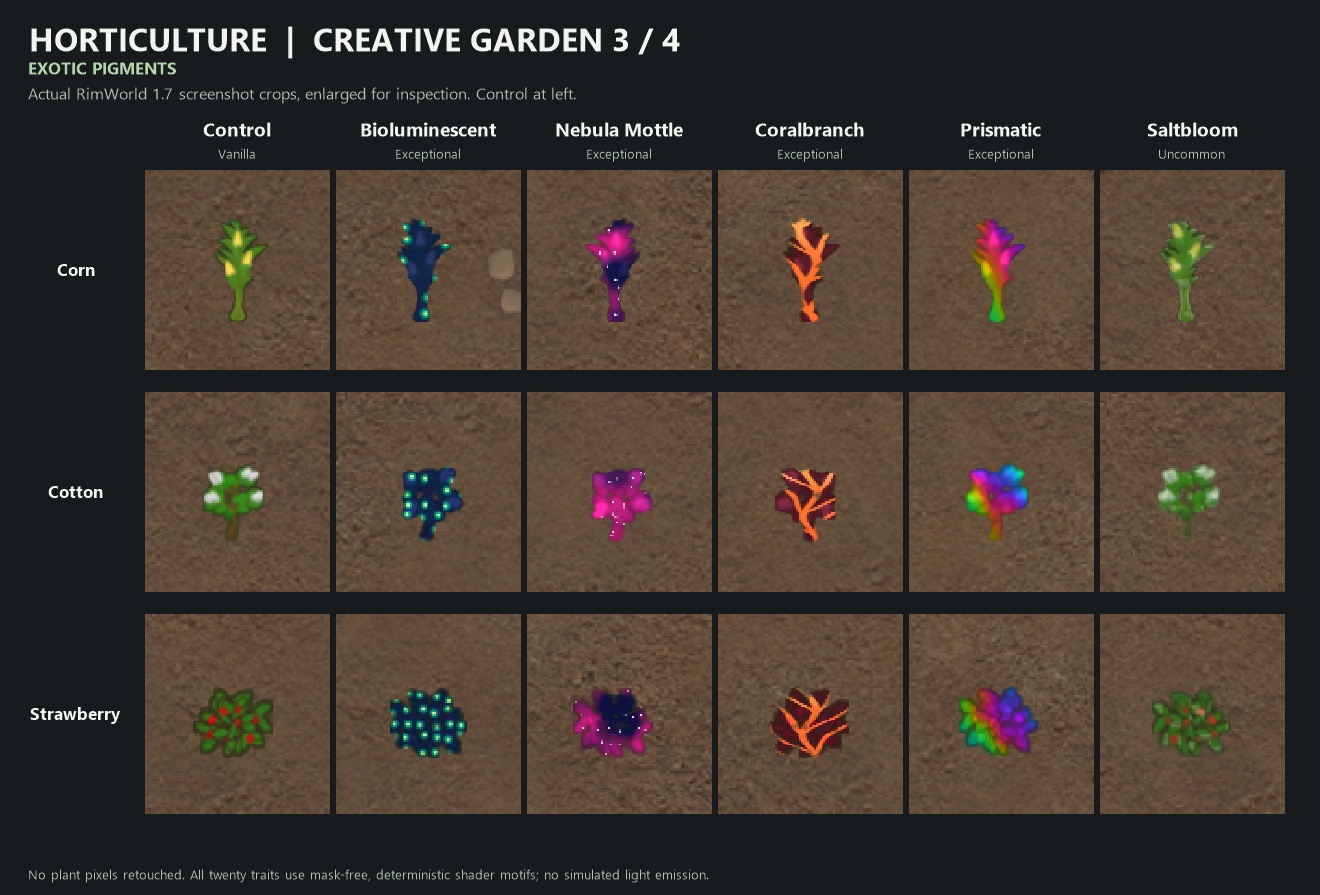 HORTICULTURE | CREATIVE GARDEN 3 / 4
EXOTIC PIGMENTS
Actual RimWorld 1.7 screenshot crops, enlarged for inspection. Control at left.
Control Bioluminescent Nebula Mottle Coralbranch Prismatic Saltbloom
Vanilla Exceptional Exceptional Exceptional Exceptional Uncommon
Corn
Cotton
Strawberry
No plant pixels retouched. All twenty traits use mask-free, deterministic shader motifs; no simulated light emission.